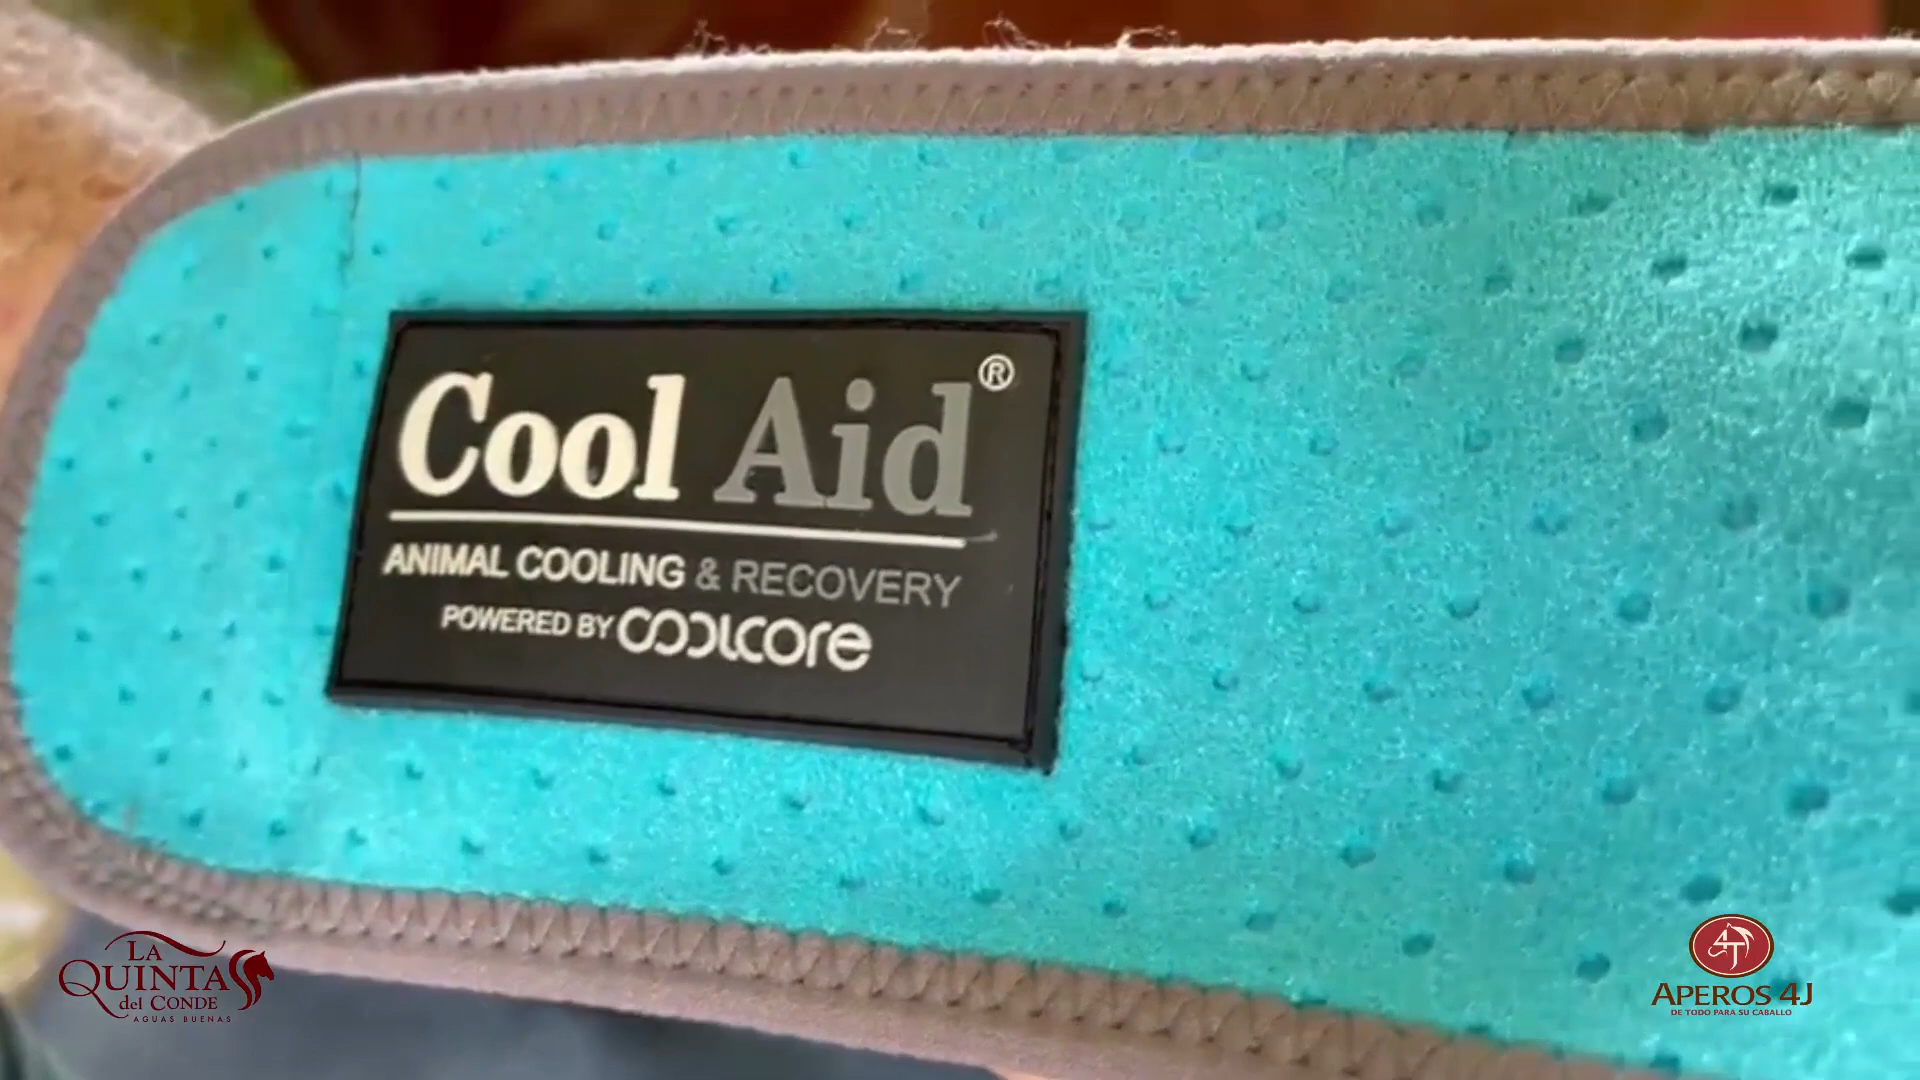 Cool Aid®
ANIMAL COOLING & RECOVERY
POWERED BY COOLCORE
LA
QUINTA
del CONDE
AGUAS BUENAS
4J
APEROS 4J
DE TODO PARA SU CABALLO